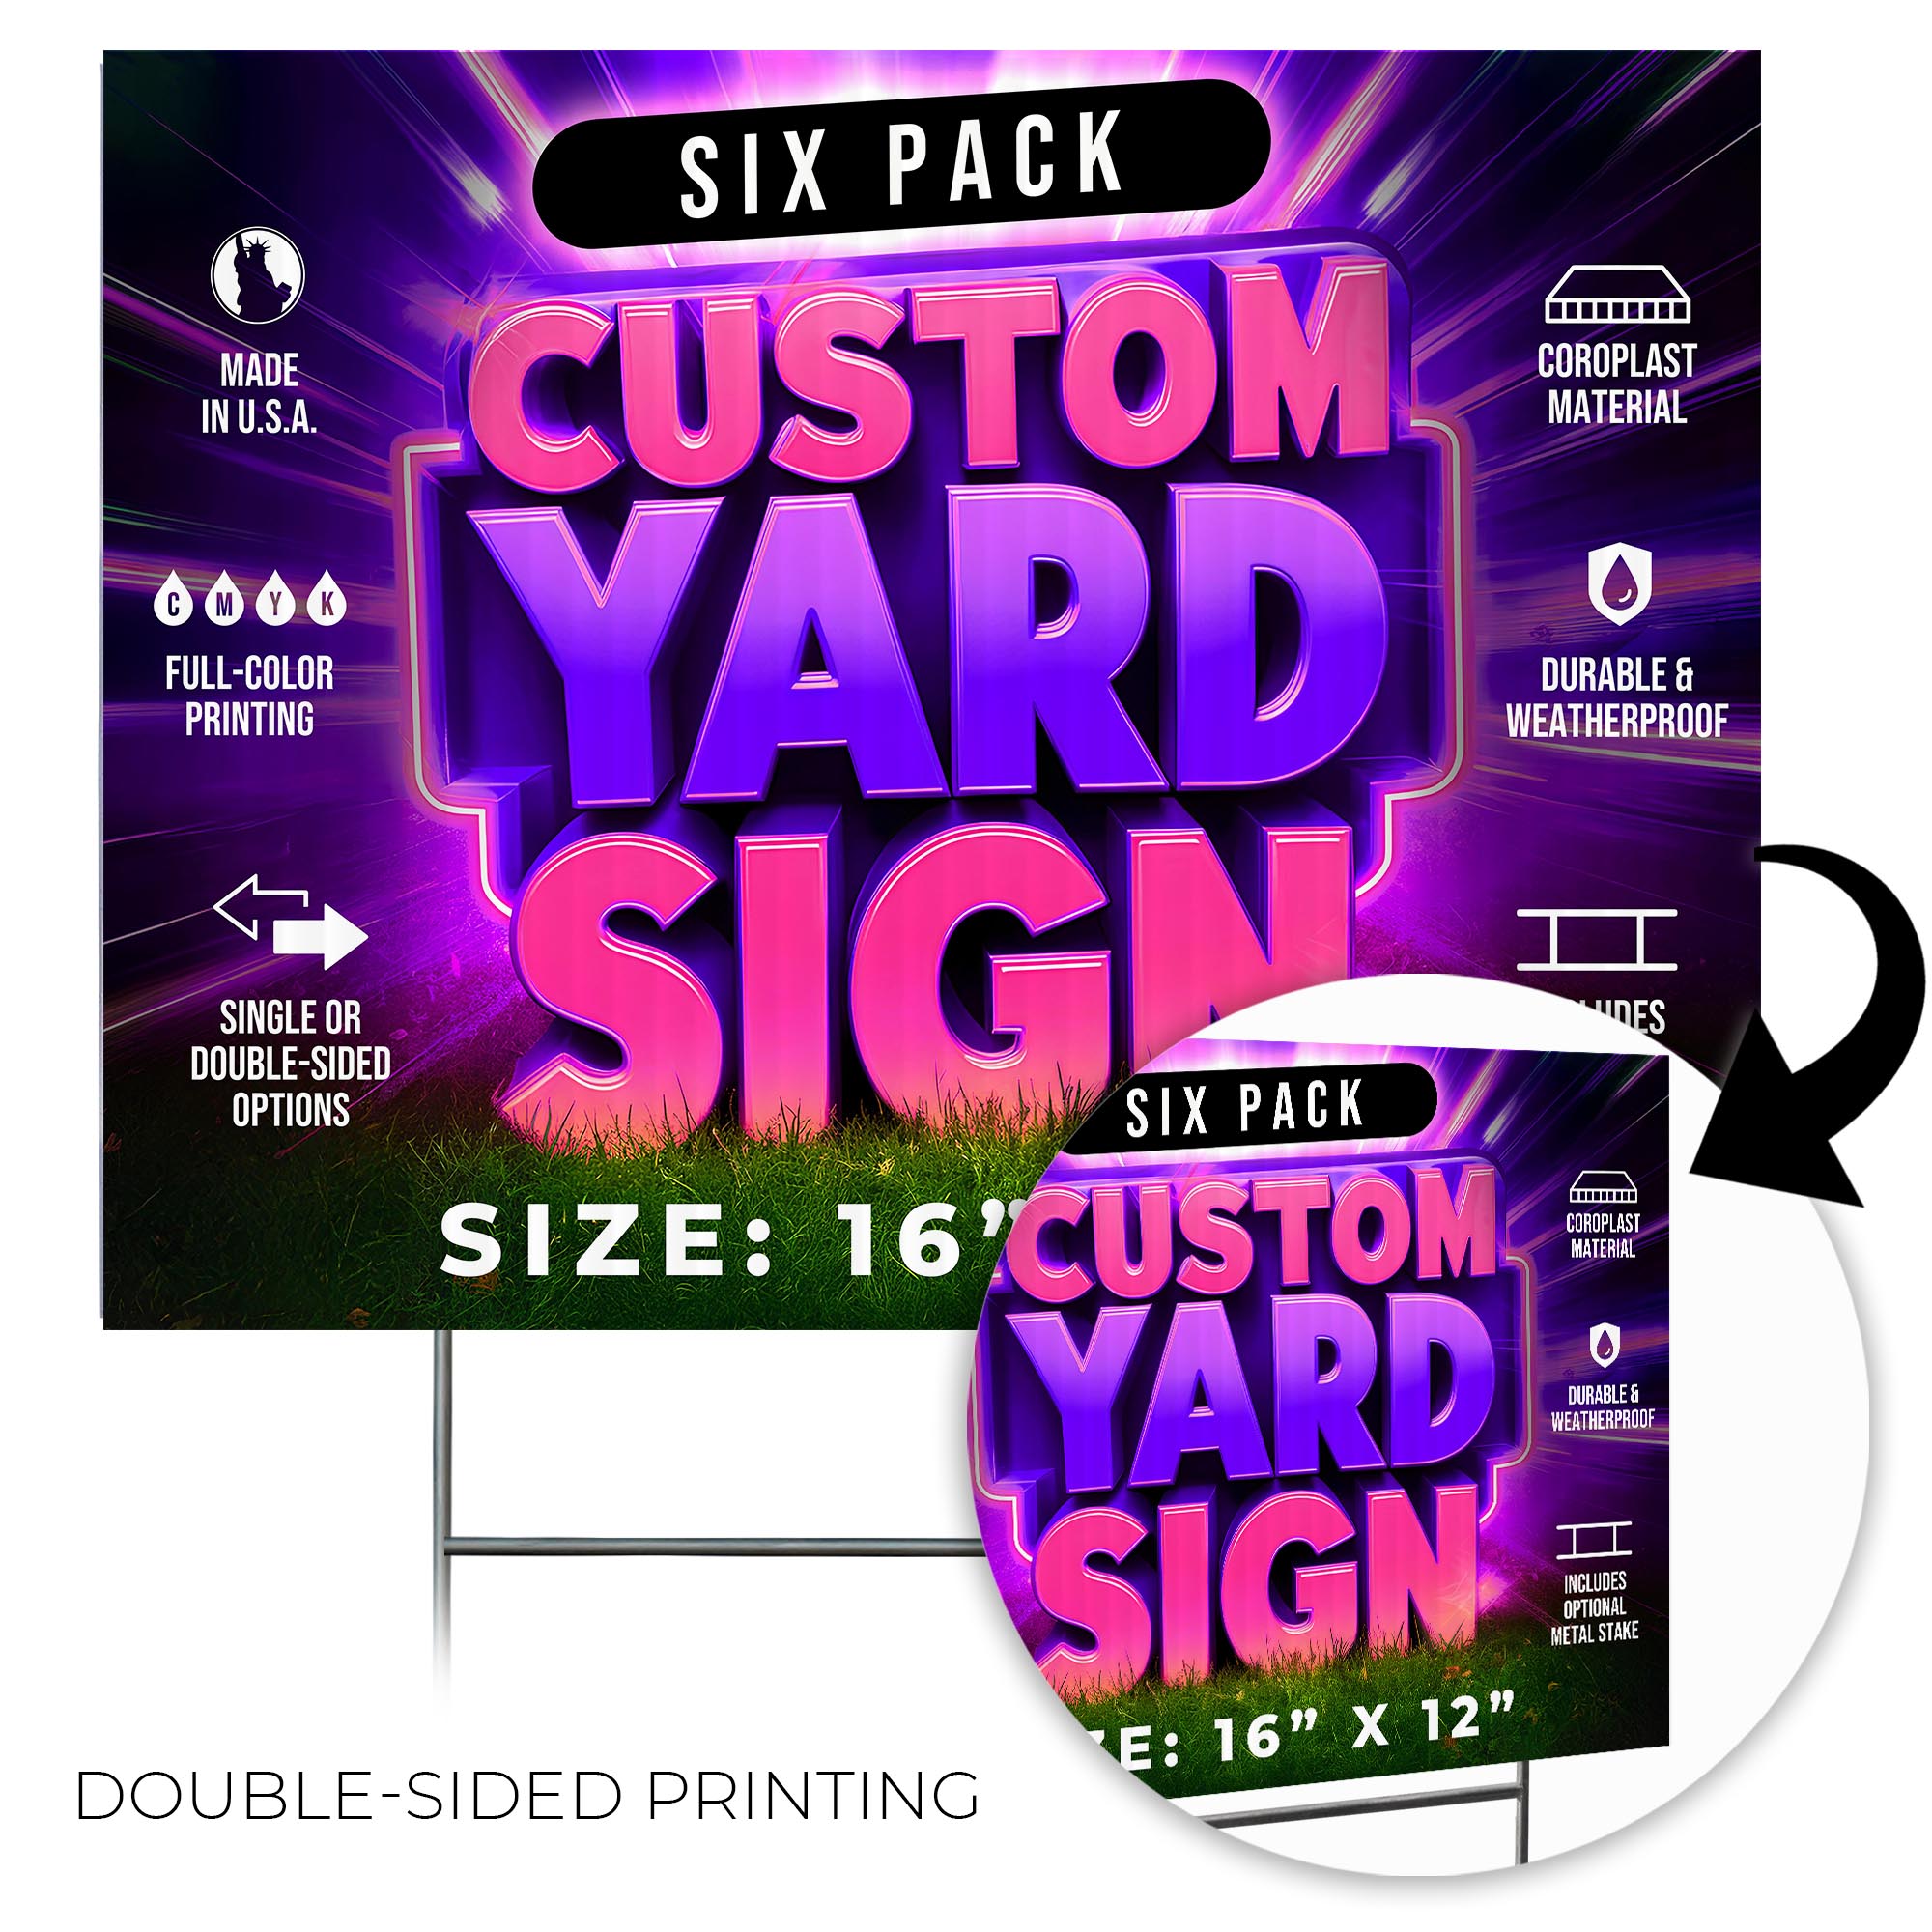 SIX PACK
CUSTOM
YARD
SIGN
MADE
IN U.S.A.
C M Y K
FULL-COLOR
PRINTING
SINGLE OR
DOUBLE-SIDED
OPTIONS
COROPLAST
MATERIAL
DURABLE &
WEATHERPROOF
SIZE: 16”
SIX PACK
CUSTOM
YARD
SIGN
COROPLAST
MATERIAL
DURABLE &
WEATHERPROOF
INCLUDES
OPTIONAL
METAL STAKE
16” X 12”
DOUBLE-SIDED PRINTING